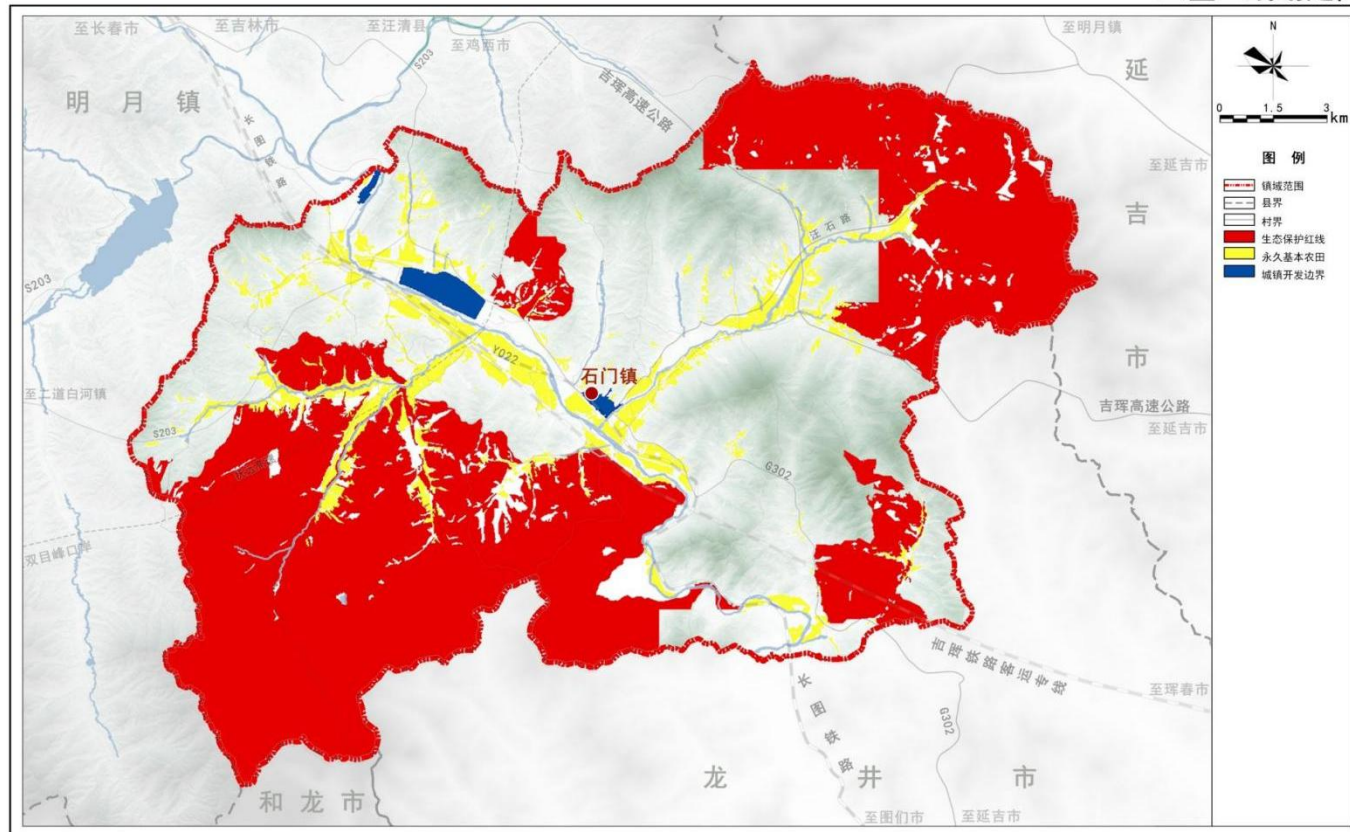 至长春市
至吉林市
至汪清县
至鸡西市
至明月镇
S203
吉珲高速公路
延
明月镇
长图铁路
N
0 1.5 3km
至延吉市
图例
镇域范围
县界
村界
生态保护红线
永久基本农田
城镇开发边界
吉
汪石路
S203
市
Y022
石门镇
至二道白河镇
吉珲高速公路
至延吉市
S203
G302
双目峰口岸
吉珲铁路客运专线
至珲春市
长图铁路
G302
龙井市
和龙市
至图们市
至延吉市